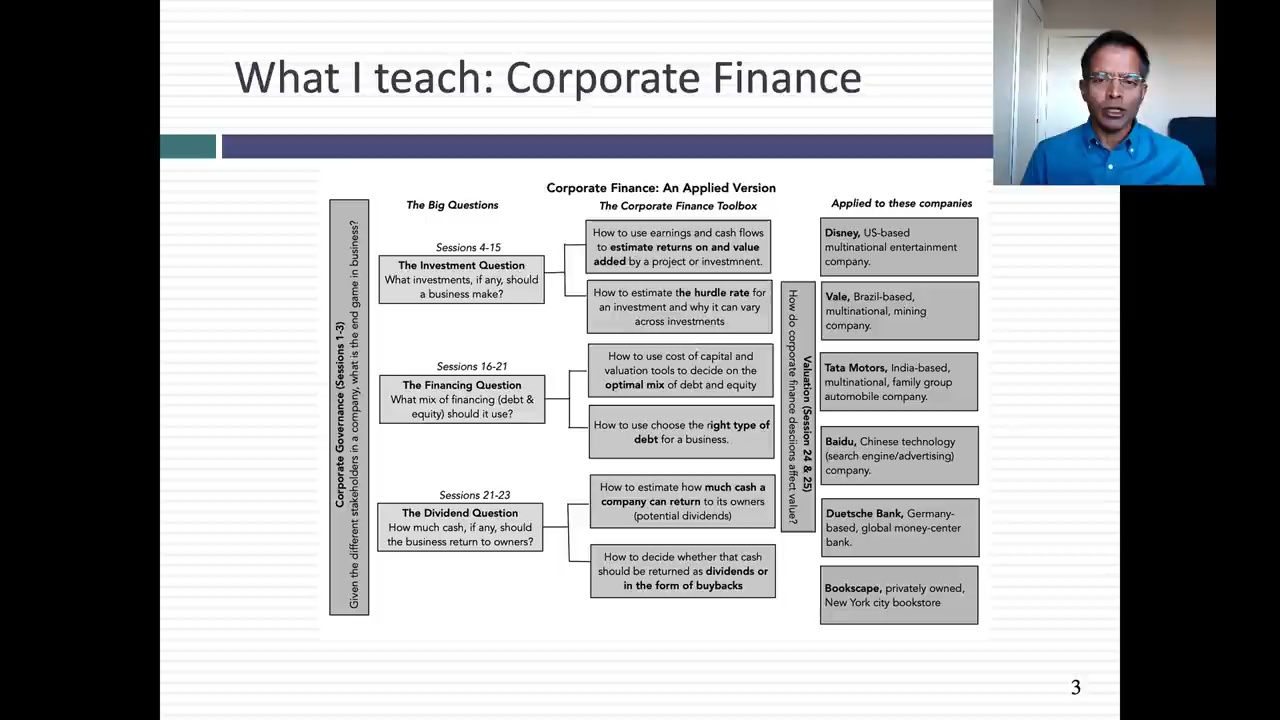 What I teach: Corporate Finance
Corporate Finance: An Applied Version
The Big Questions
The Corporate Finance Toolbox
Applied to these companies
Corporate Governance (Sessions 1-3)
Given the different stakeholders in a company, what is the end game in business?
Sessions 4-15
The Investment Question
What investments, if any, should
a business make?
How to use earnings and cash flows
to estimate returns on and value
added by a project or investmnent.
How to estimate the hurdle rate for
an investment and why it can vary
across investments
Sessions 16-21
The Financing Question
What mix of financing (debt &
equity) should it use?
How to use cost of capital and
valuation tools to decide on the
optimal mix of debt and equity
How to use choose the right type of
debt for a business.
Sessions 21-23
The Dividend Question
How much cash, if any, should
the business return to owners?
How to estimate how much cash a
company can return to its owners
(potential dividends)
How to decide whether that cash
should be returned as dividends or
in the form of buybacks
Valuation (Session 24 & 25)
How do corporate finance desciions affect value?
Disney, US-based
multinational entertainment
company.
Vale, Brazil-based,
multinational, mining
company.
Tata Motors, India-based,
multinational, family group
automobile company.
Baidu, Chinese technology
(search engine/advertising)
company.
Duetsche Bank, Germany-
based, global money-center
bank.
Bookscape, privately owned,
New York city bookstore
3